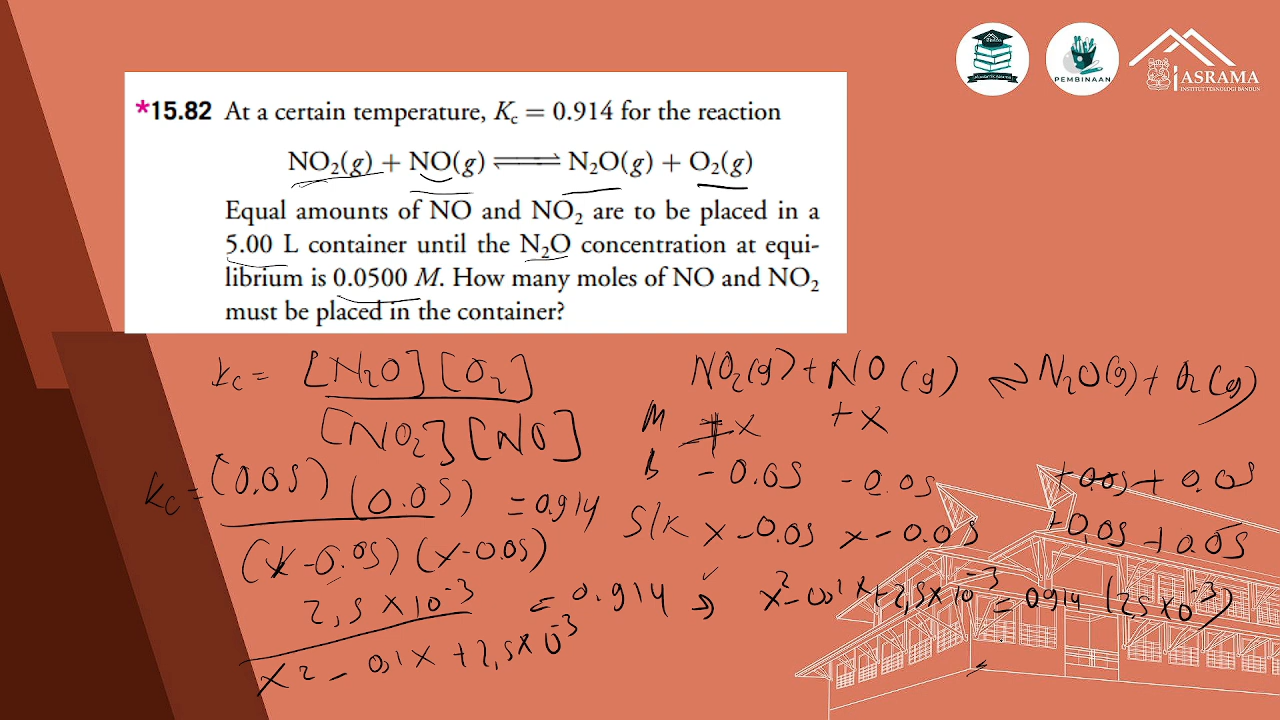 PEMBINAAN
ASRAMA
INSTITUT TEKNOLOGI BANDUNG
*15.82 At a certain temperature, Kc = 0.914 for the reaction
NO₂(g) + NO(g) ⇌ N₂O(g) + O₂(g)
Equal amounts of NO and NO₂ are to be placed in a
5.00 L container until the N₂O concentration at equi-
librium is 0.0500 M. How many moles of NO and NO₂
must be placed in the container?
Kc = [N₂O][O₂]
[NO₂][NO]
Kc = (0.05)(0.05) = 0.914
(x-0.05)(x-0.05)
2,5 x 10⁻³ = 0.914
x² - 0,1x + 2,5x10⁻³
NO₂(g) + NO(g) ⇌ N₂O(g) + O₂(g)
M +x +x
b -0.05 -0.05 +0.05 +0.05
S/K x-0.05 x-0.05 +0.05 +0.05
x² - 0,1x + 2,5x10⁻³ = 0.914 (2,5x10⁻³)
=